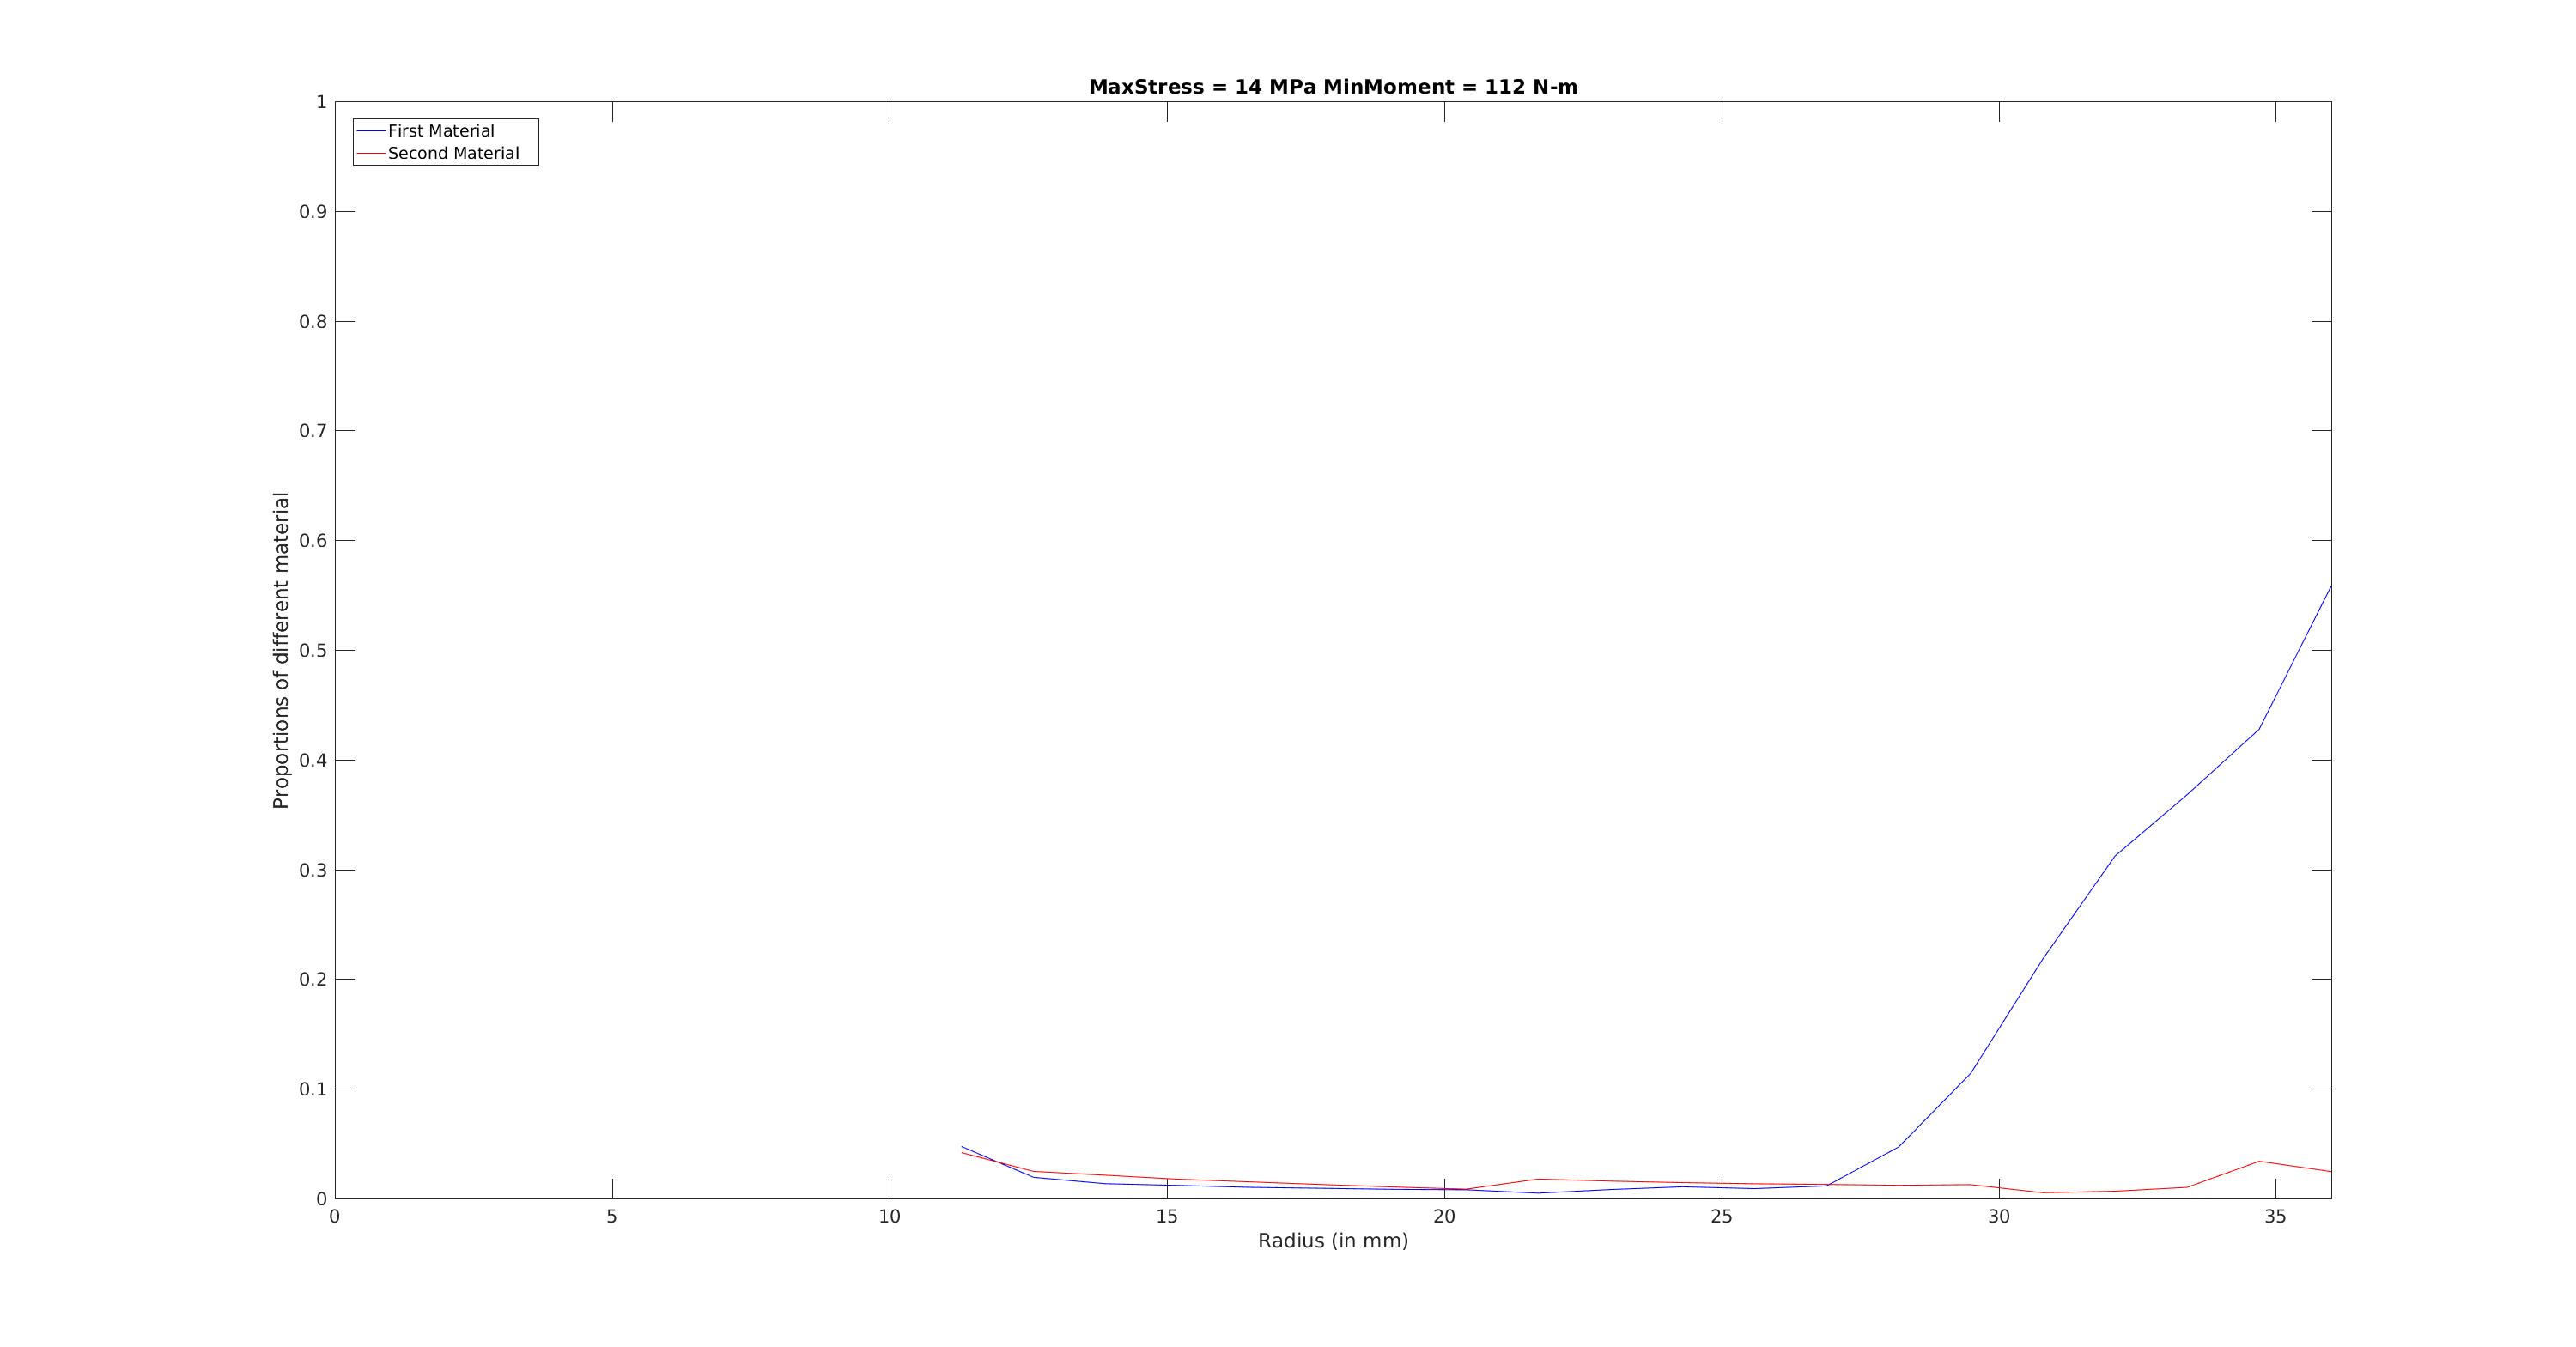 MaxStress = 14 MPa MinMoment = 112 N-m
First Material
Second Material
Proportions of different material
1
0.9
0.8
0.7
0.6
0.5
0.4
0.3
0.2
0.1
0
0 5 10 15 20 25 30 35
Radius (in mm)